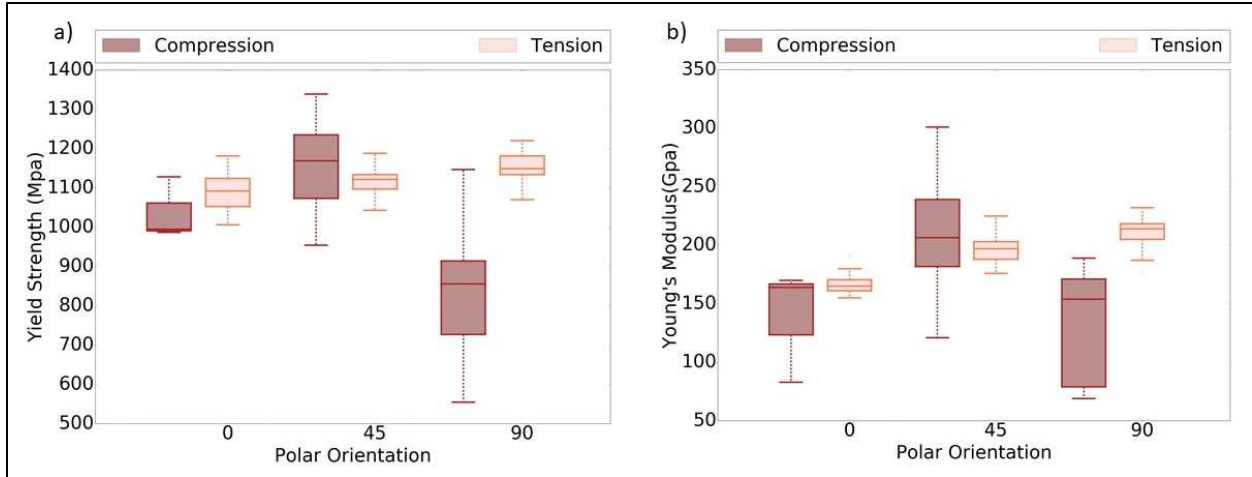 a)
Compression Tension
1400
1300
1200
1100
1000
900
800
700
600
500
Yield Strength (Mpa)
0 45 90
Polar Orientation
b)
Compression Tension
350
300
250
200
150
100
50
Young's Modulus(Gpa)
0 45 90
Polar Orientation